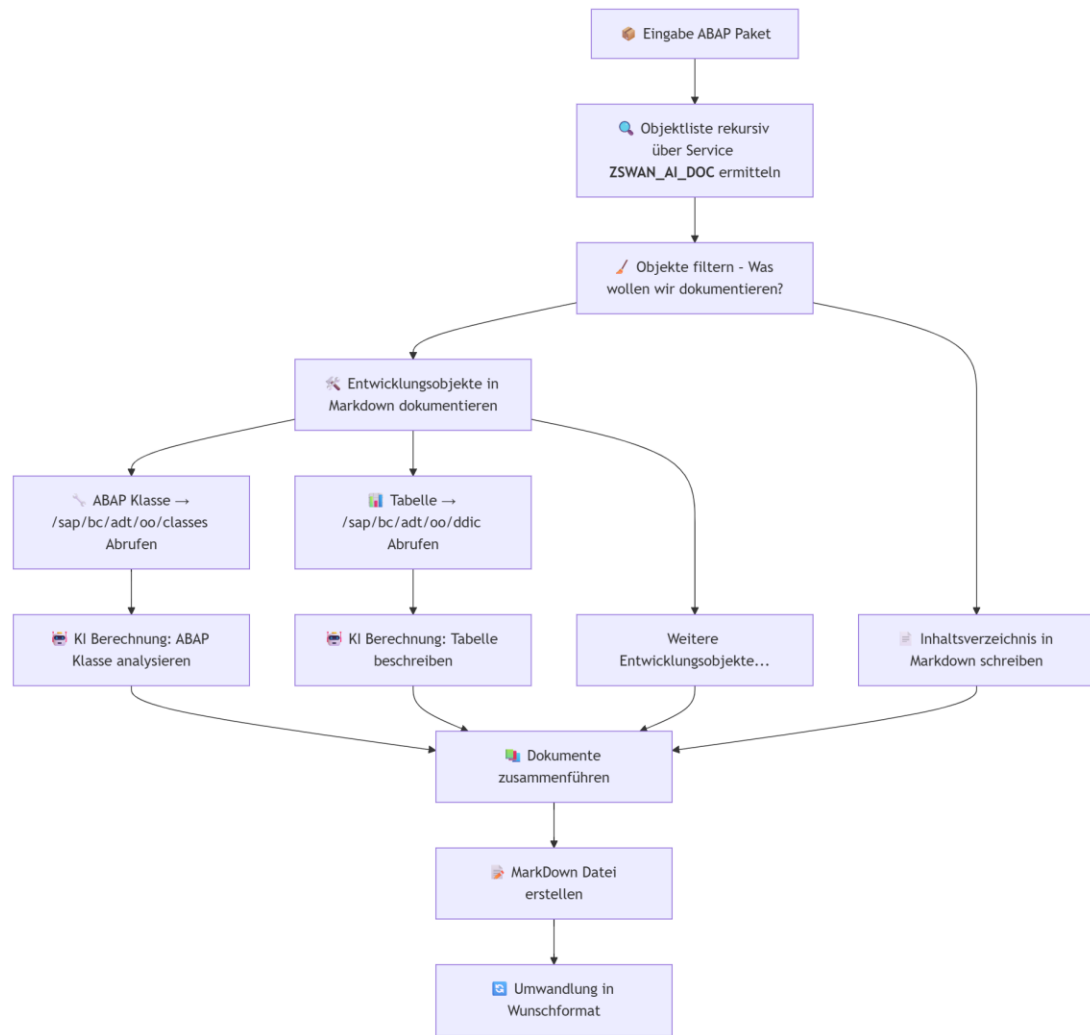 📦 Eingabe ABAP Paket
🔍 Objektliste rekursiv
über Service
ZSWAN_AI_DOC ermitteln
🧹 Objekte filtern - Was
wollen wir dokumentieren?
🛠️ Entwicklungsobjekte in
Markdown dokumentieren
🔧 ABAP Klasse →
/sap/bc/adt/oo/classes
Abrufen
📊 Tabelle →
/sap/bc/adt/oo/ddic
Abrufen
🤖 KI Berechnung: ABAP
Klasse analysieren
🤖 KI Berechnung: Tabelle
beschreiben
Weitere
Entwicklungsobjekte...
📄 Inhaltsverzeichnis in
Markdown schreiben
📚 Dokumente
zusammenführen
📝 MarkDown Datei
erstellen
🔄 Umwandlung in
Wunschformat